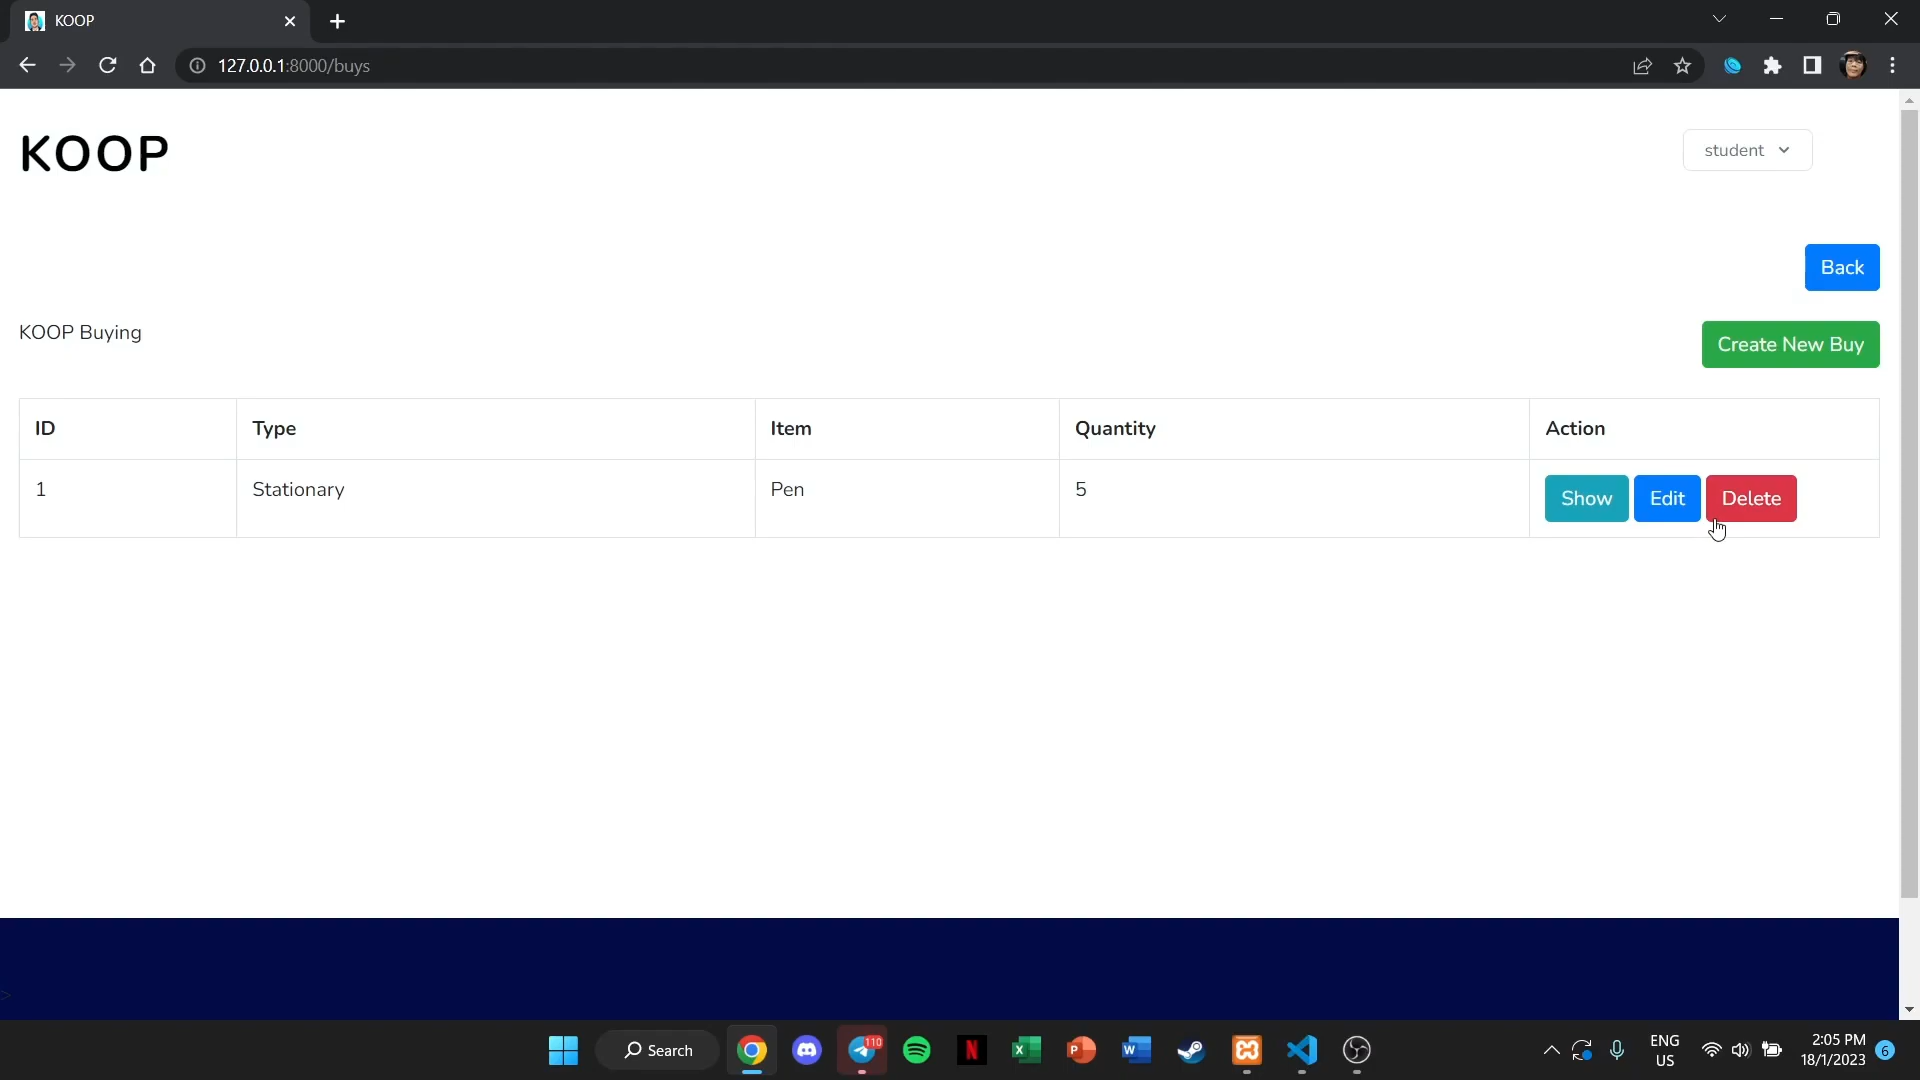 KOOP
127.0.0.1:8000/buys
KOOP
student
Back
KOOP Buying
Create New Buy
ID Type Item Quantity Action
1 Stationary Pen 5 Show Edit Delete
>
Search
110
ENG
US
2:05 PM
18/1/2023
6